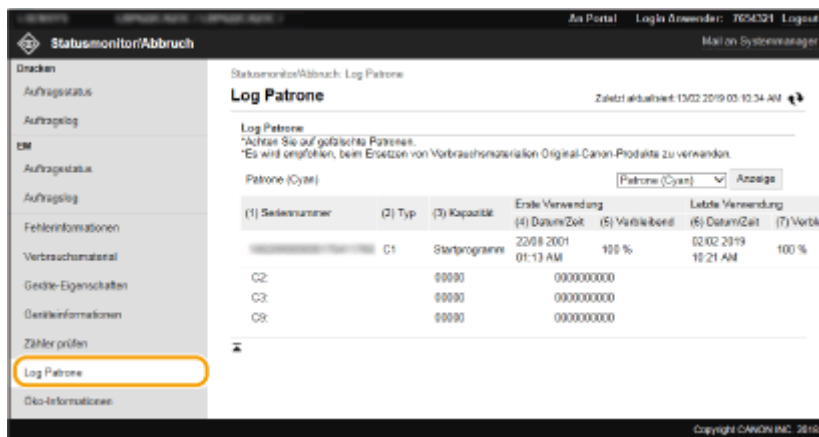 An Portal Login Anwender: 7654321 Logout
Statusmonitor/Abbruch Mail an Systemmanager
Drucken
Auftragsstatus
Auftragslog
EM
Auftragsstatus
Auftragslog
Fehlerinformationen
Verbrauchsmaterial
Geräte-Eigenschaften
Geräteinformationen
Zähler prüfen
Log Patrone
Öko-Informationen
Statusmonitor/Abbruch: Log Patrone
Log Patrone Zuletzt aktualisiert: 13/02 2019 03:10:34 AM
Log Patrone
*Achten Sie auf gefälschte Patronen.
*Es wird empfohlen, beim Ersetzen von Verbrauchsmaterialien Original-Canon-Produkte zu verwenden.
Patrone (Cyan) Patrone (Cyan) Anzeige
Erste Verwendung Letzte Verwendung
(1) Seriennummer (2) Typ (3) Kapazität (4) Datum/Zeit (5) Verbleibend (6) Datum/Zeit (7) Verbl
C1 Startprogramm 22/08 2001 100 % 02/02 2019 100 %
01:13 AM 10:21 AM
C2: 00000 0000000000
C3: 00000 0000000000
C9: 00000 0000000000
Copyright CANON INC. 2018